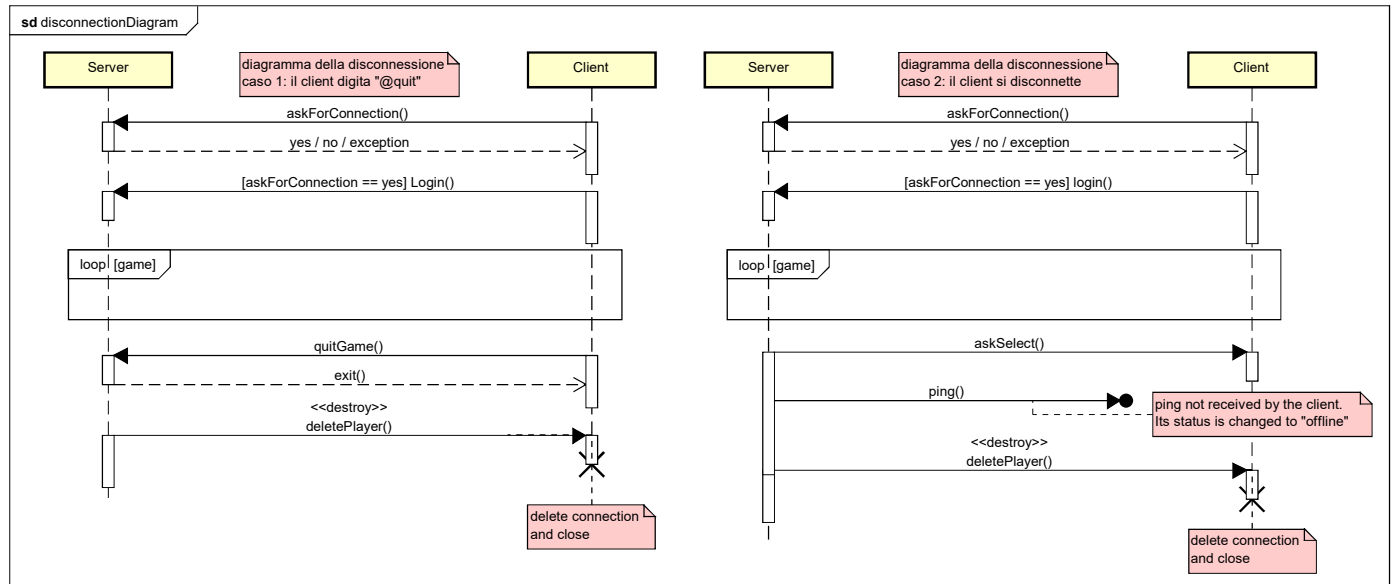 sd disconnectionDiagram
Server
diagramma della disconnessione
caso 1: il client digita "@quit"
Client
askForConnection()
yes / no / exception
[askForConnection == yes] Login()
loop [game]
quitGame()
exit()
<<destroy>>
deletePlayer()
delete connection
and close
Server
diagramma della disconnessione
caso 2: il client si disconnette
Client
askForConnection()
yes / no / exception
[askForConnection == yes] login()
loop [game]
askSelect()
ping()
ping not received by the client.
Its status is changed to "offline"
<<destroy>>
deletePlayer()
delete connection
and close